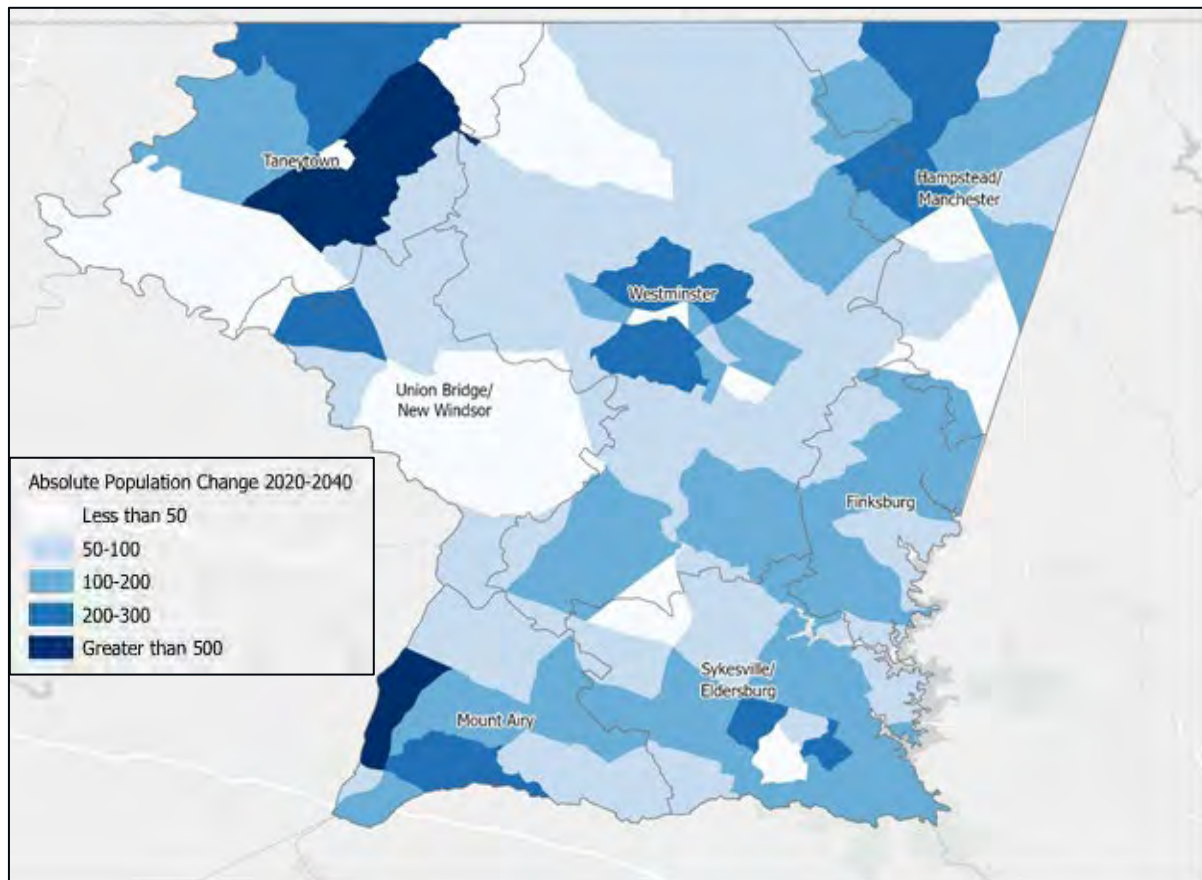 Taneytown
Hampstead/
Manchester
Westminster
Union Bridge/
New Windsor
Absolute Population Change 2020-2040
Less than 50
50-100
100-200
200-300
Greater than 500
Finksburg
Sykesville/
Eldersburg
Mount Airy